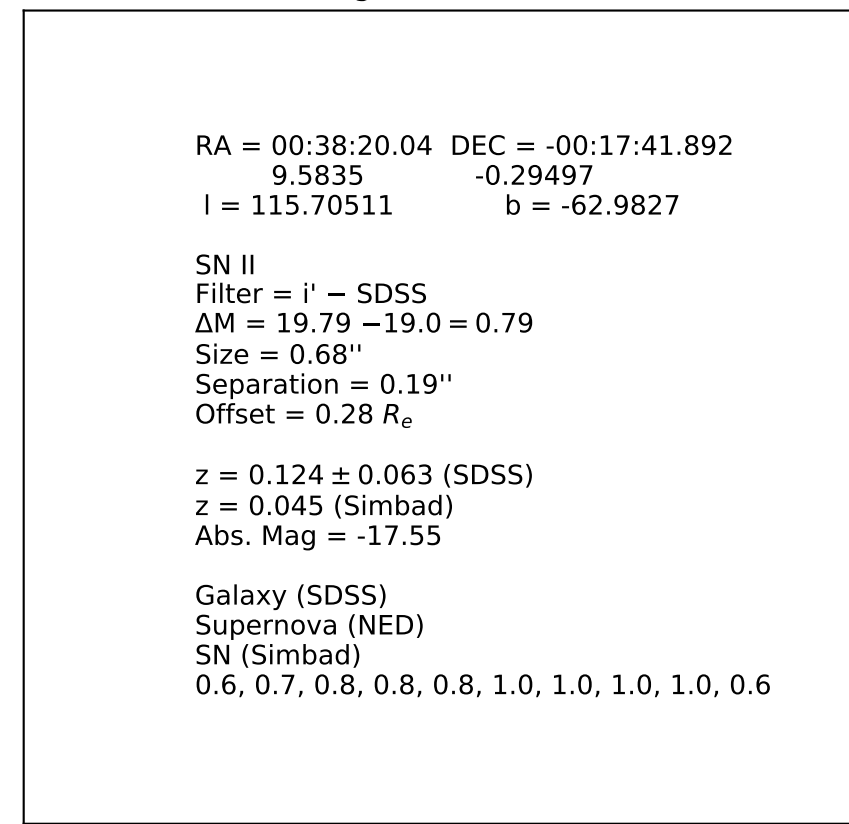 RA = 00:38:20.04  DEC = -00:17:41.892
9.5835  -0.29497
l = 115.70511  b = -62.9827
SN II
Filter = i' − SDSS
ΔM = 19.79 −19.0 = 0.79
Size = 0.68''
Separation = 0.19''
Offset = 0.28 Re
z = 0.124 ± 0.063 (SDSS)
z = 0.045 (Simbad)
Abs. Mag = -17.55
Galaxy (SDSS)
Supernova (NED)
SN (Simbad)
0.6, 0.7, 0.8, 0.8, 0.8, 1.0, 1.0, 1.0, 1.0, 0.6